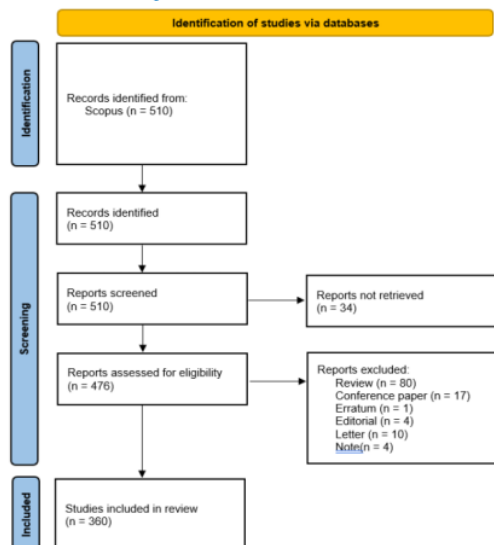 Identification of studies via databases
Identification
Records identified from:
Scopus (n = 510)
Screening
Records identified
(n = 510)
Reports screened
(n = 510)
Reports not retrieved
(n = 34)
Reports assessed for eligibility
(n = 476)
Reports excluded:
Review (n = 80)
Conference paper (n = 17)
Erratum (n = 1)
Editorial (n = 4)
Letter (n = 10)
Note(n = 4)
Included
Studies included in review
(n = 360)